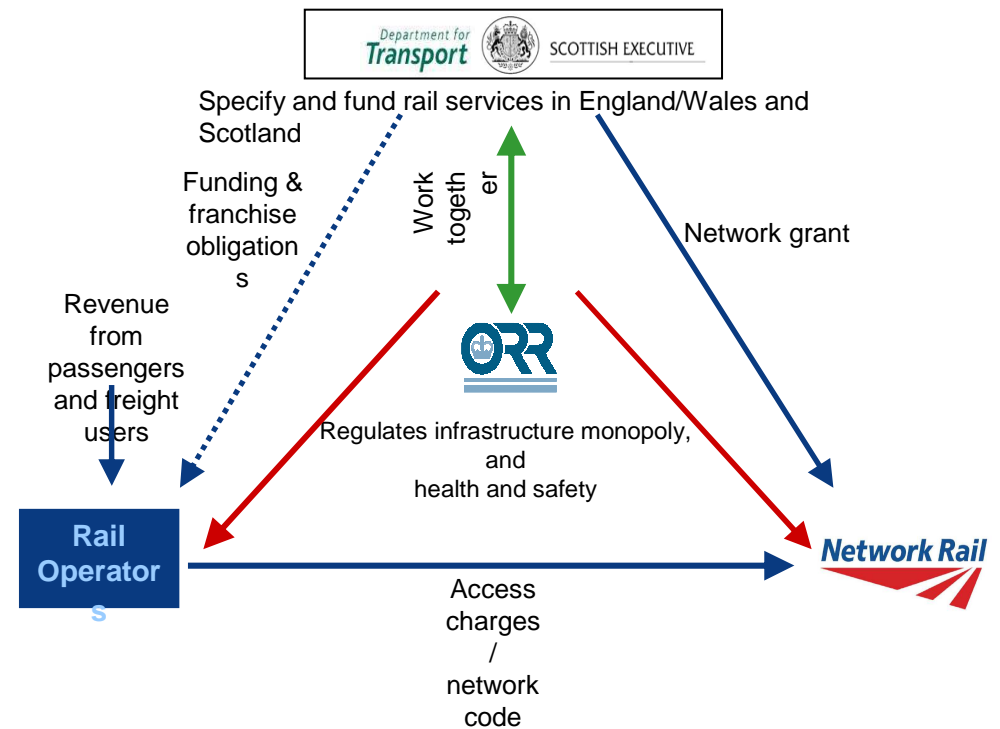 Department for
Transport
SCOTTISH EXECUTIVE
Specify and fund rail services in England/Wales and
Scotland
Funding &
franchise
obligation
s
Work
togeth
er
Network grant
Revenue
from
passengers
and freight
users
ORR
Regulates infrastructure monopoly,
and
health and safety
Rail
Operator
s
Network Rail
Access
charges
/
network
code